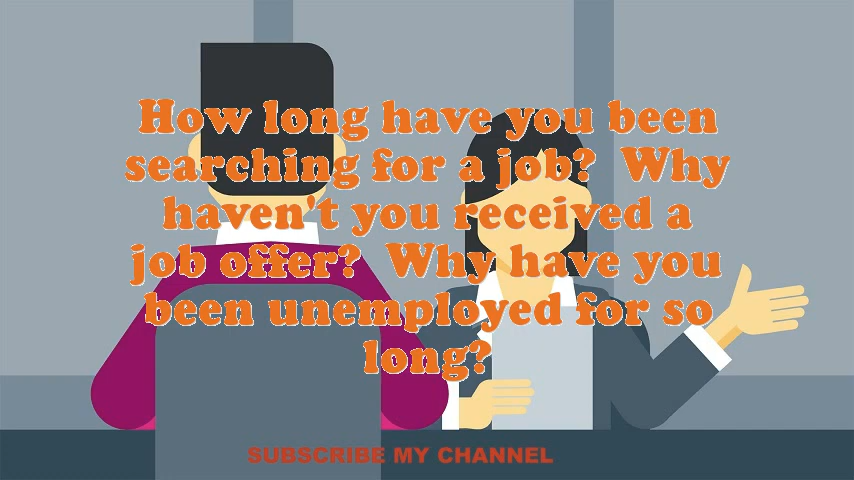 How long have you been
searching for a job?  Why
haven't you received a
job offer?  Why have you
been unemployed for so
long?
SUBSCRIBE MY CHANNEL